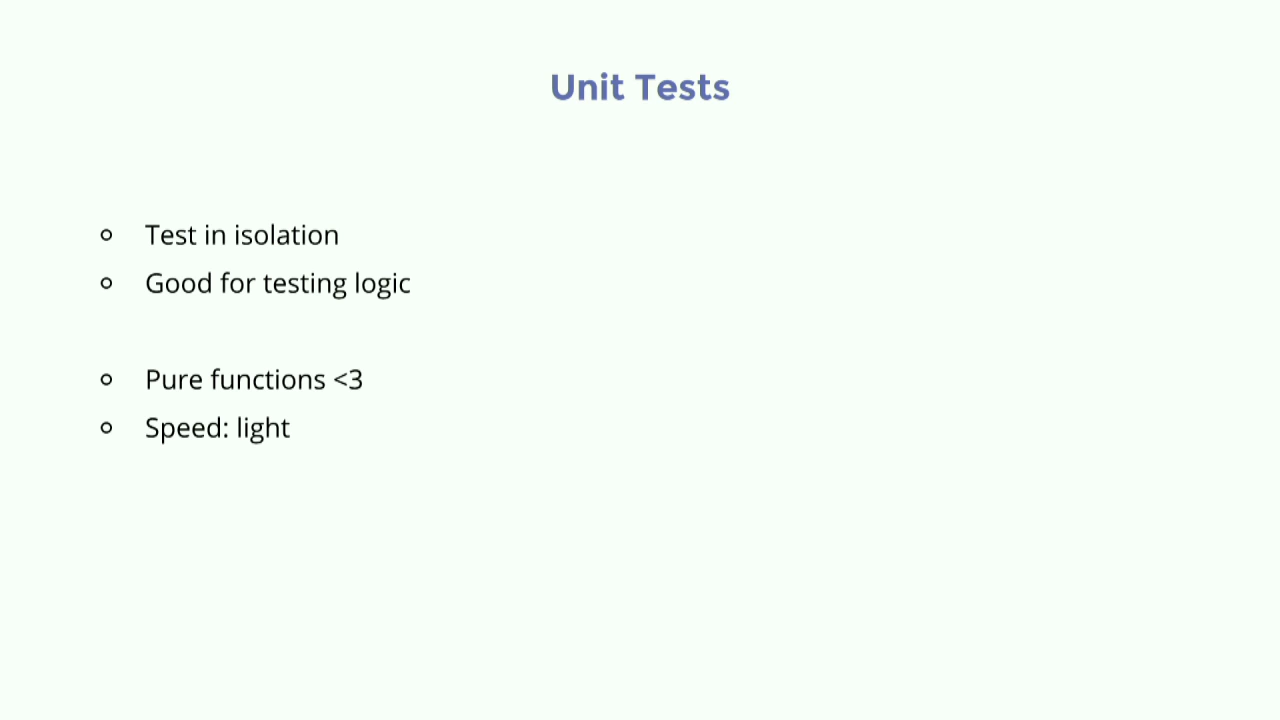 Unit Tests
Test in isolation
Good for testing logic
Pure functions <3
Speed: light